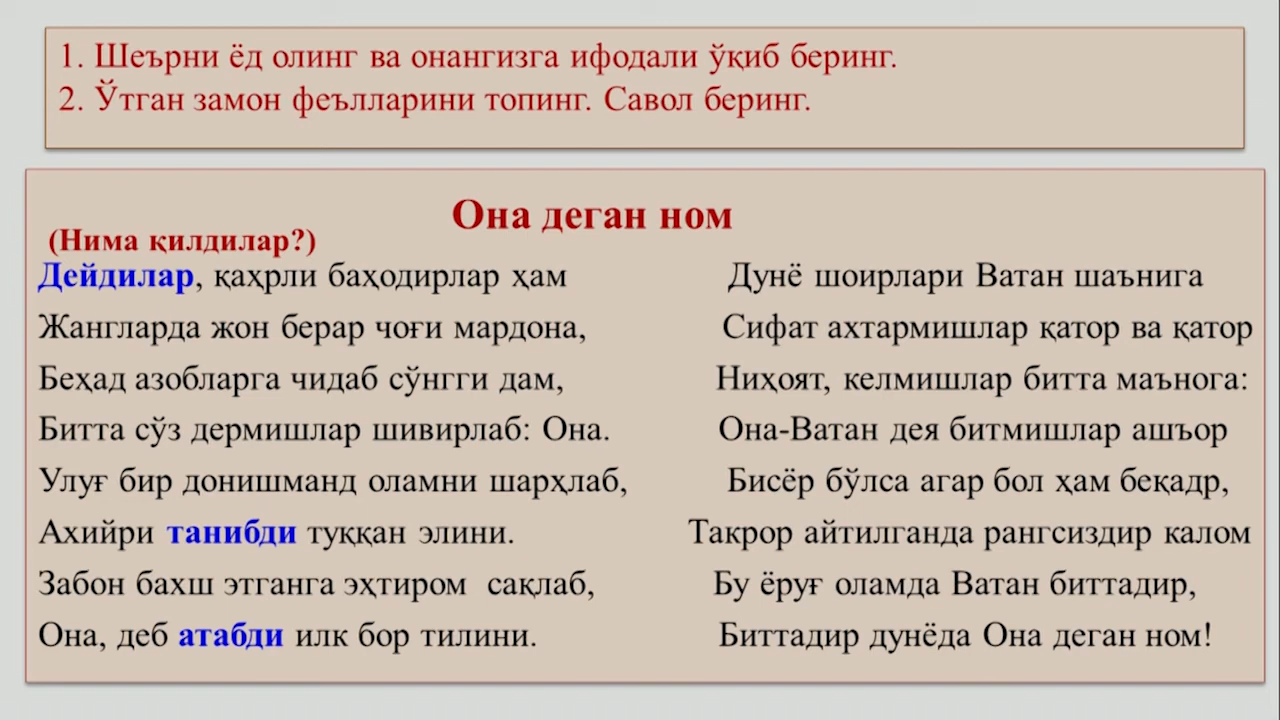 1. Шеърни ёд олинг ва онангизга ифодали ўқиб беринг.
2. Ўтган замон феълларини топинг. Савол беринг.
Она деган ном
(Нима қилдилар?)
Дейдилар, қаҳрли баҳодирлар ҳам
Жангларда жон берар чоғи мардона,
Беҳад азобларга чидаб сўнгги дам,
Битта сўз дермишлар шивирлаб: Она.
Улуғ бир донишманд оламни шарҳлаб,
Ахийри танибди туққан элини.
Забон бахш этганга эҳтиром сақлаб,
Она, деб атабди илк бор тилини.
Дунё шоирлари Ватан шаънига
Сифат ахтармишлар қатор ва қатор
Ниҳоят, келмишлар битта маънога:
Она-Ватан дея битмишлар ашъор
Бисёр бўлса агар бол ҳам беқадр,
Такрор айтилганда рангсиздир калом
Бу ёруғ оламда Ватан биттадир,
Биттадир дунёда Она деган ном!